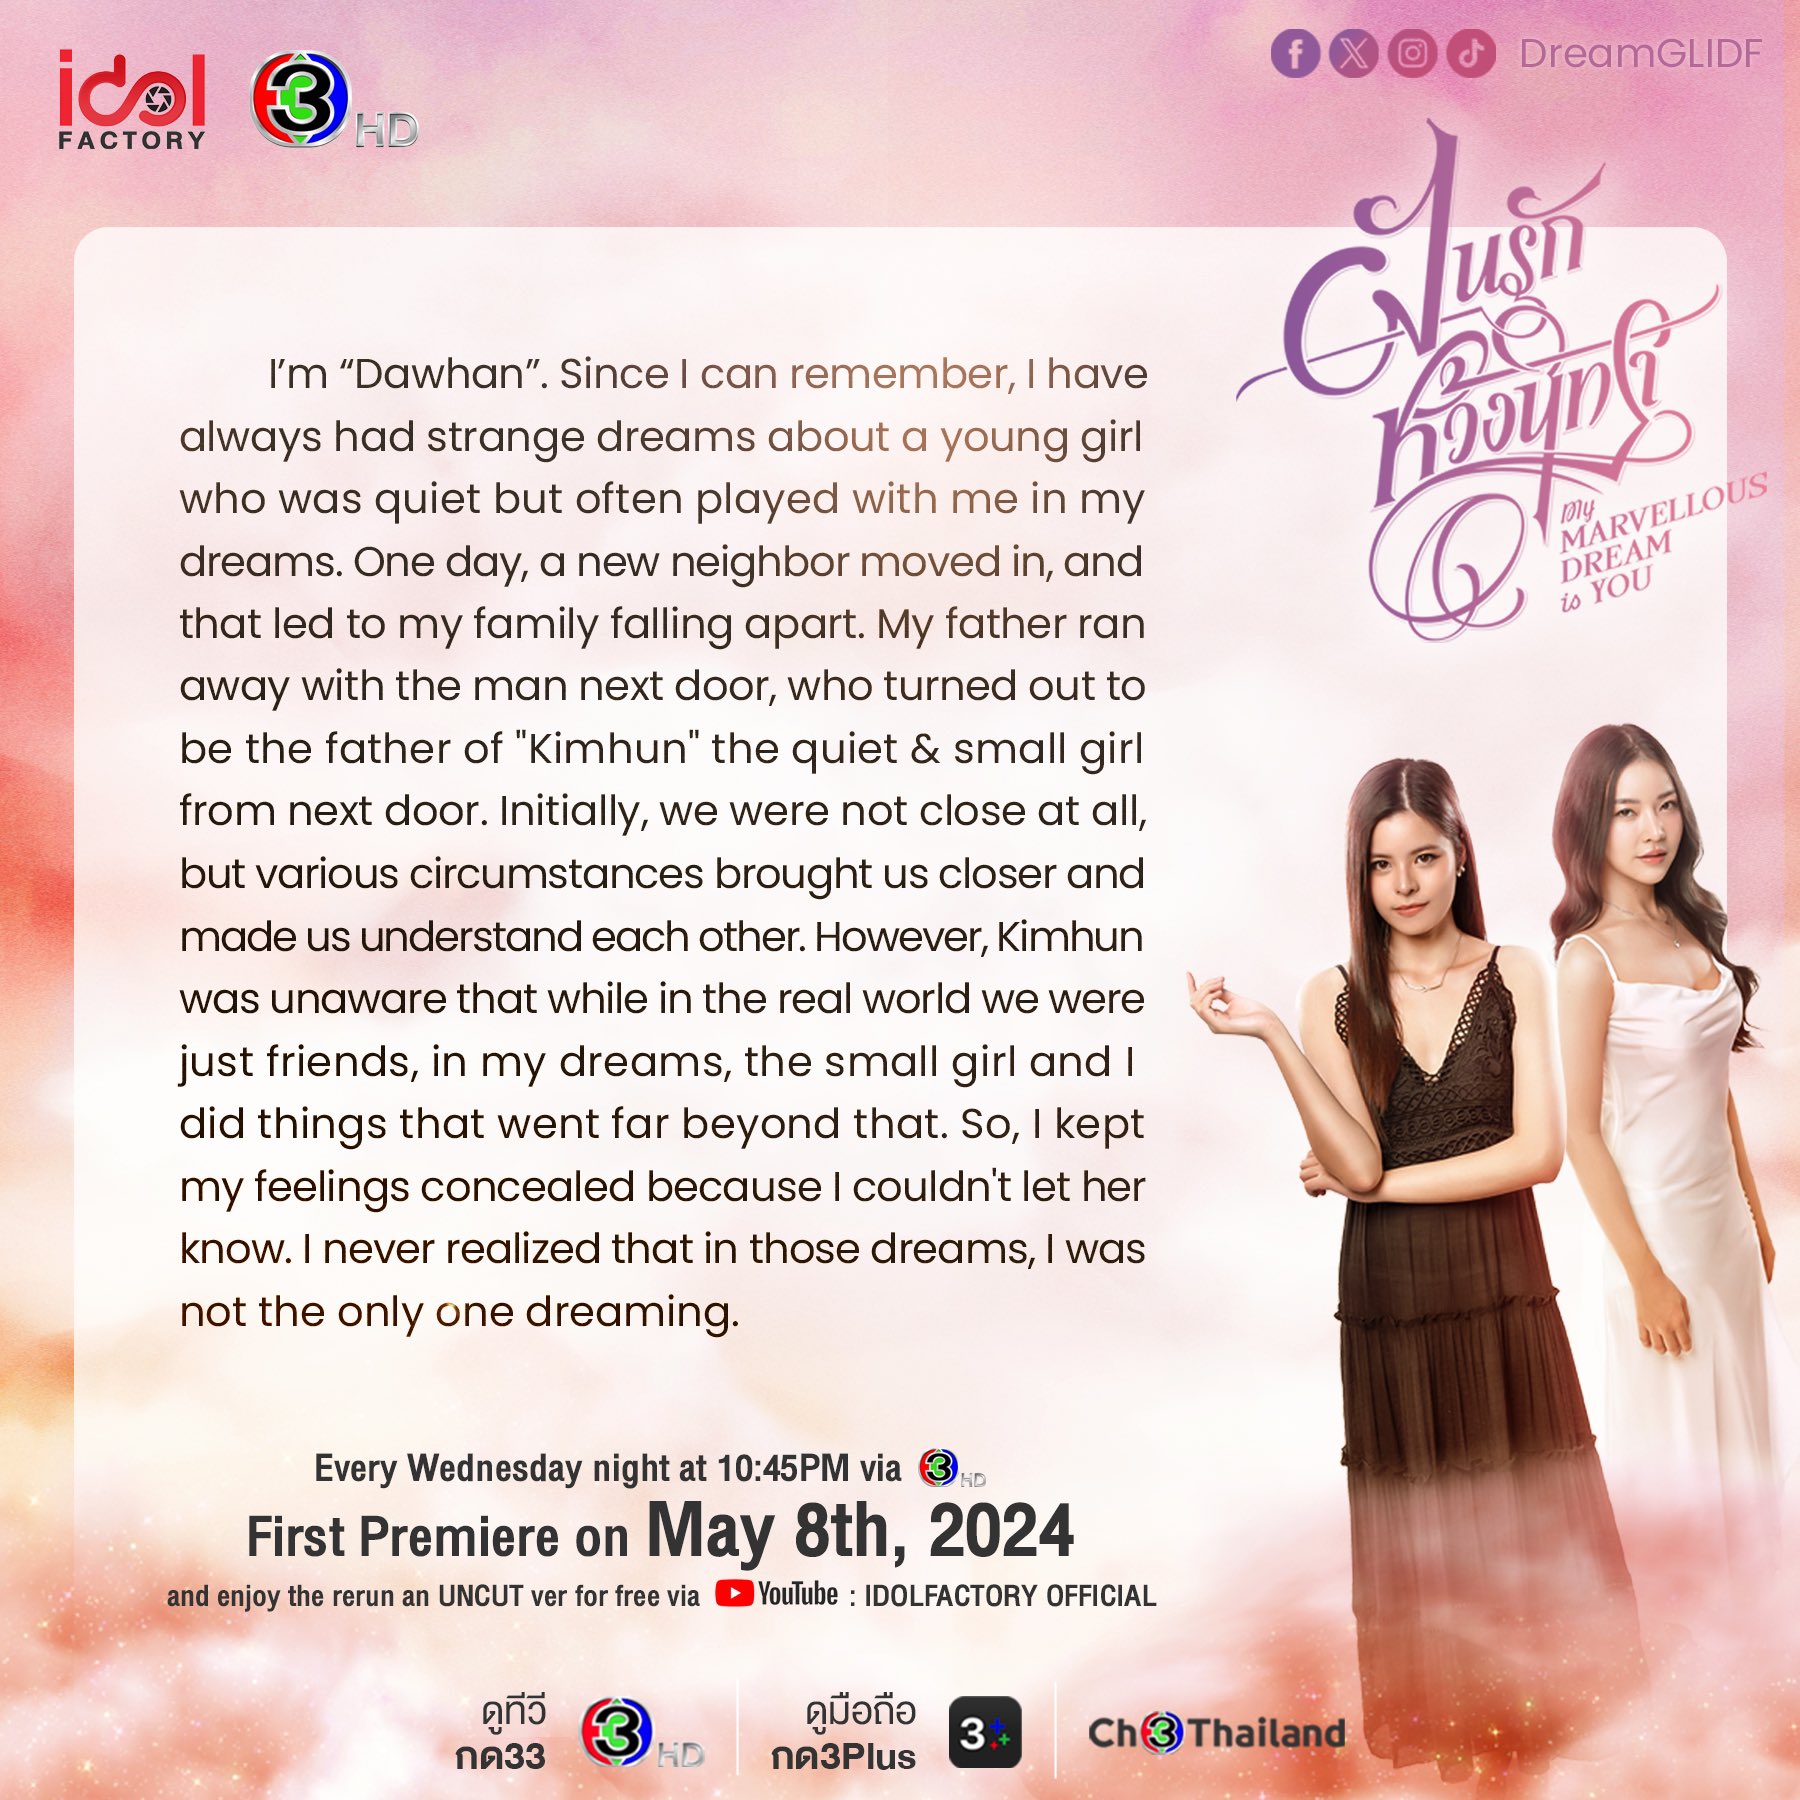 idol
FACTORY
3 HD
DreamGLIDF
ฝันรัก
ห้วงนิทรา
My
MARVELLOUS
DREAM
is YOU
I’m “Dawhan”. Since I can remember, I have
always had strange dreams about a young girl
who was quiet but often played with me in my
dreams. One day, a new neighbor moved in, and
that led to my family falling apart. My father ran
away with the man next door, who turned out to
be the father of "Kimhun" the quiet & small girl
from next door. Initially, we were not close at all,
but various circumstances brought us closer and
made us understand each other. However, Kimhun
was unaware that while in the real world we were
just friends, in my dreams, the small girl and I
did things that went far beyond that. So, I kept
my feelings concealed because I couldn't let her
know. I never realized that in those dreams, I was
not the only one dreaming.
Every Wednesday night at 10:45PM via 3 HD
First Premiere on May 8th, 2024
and enjoy the rerun an UNCUT ver for free via YouTube : IDOLFACTORY OFFICIAL
ดูทีวี
กด33
3 HD
ดูมือถือ
กด3Plus
3+
Ch3Thailand